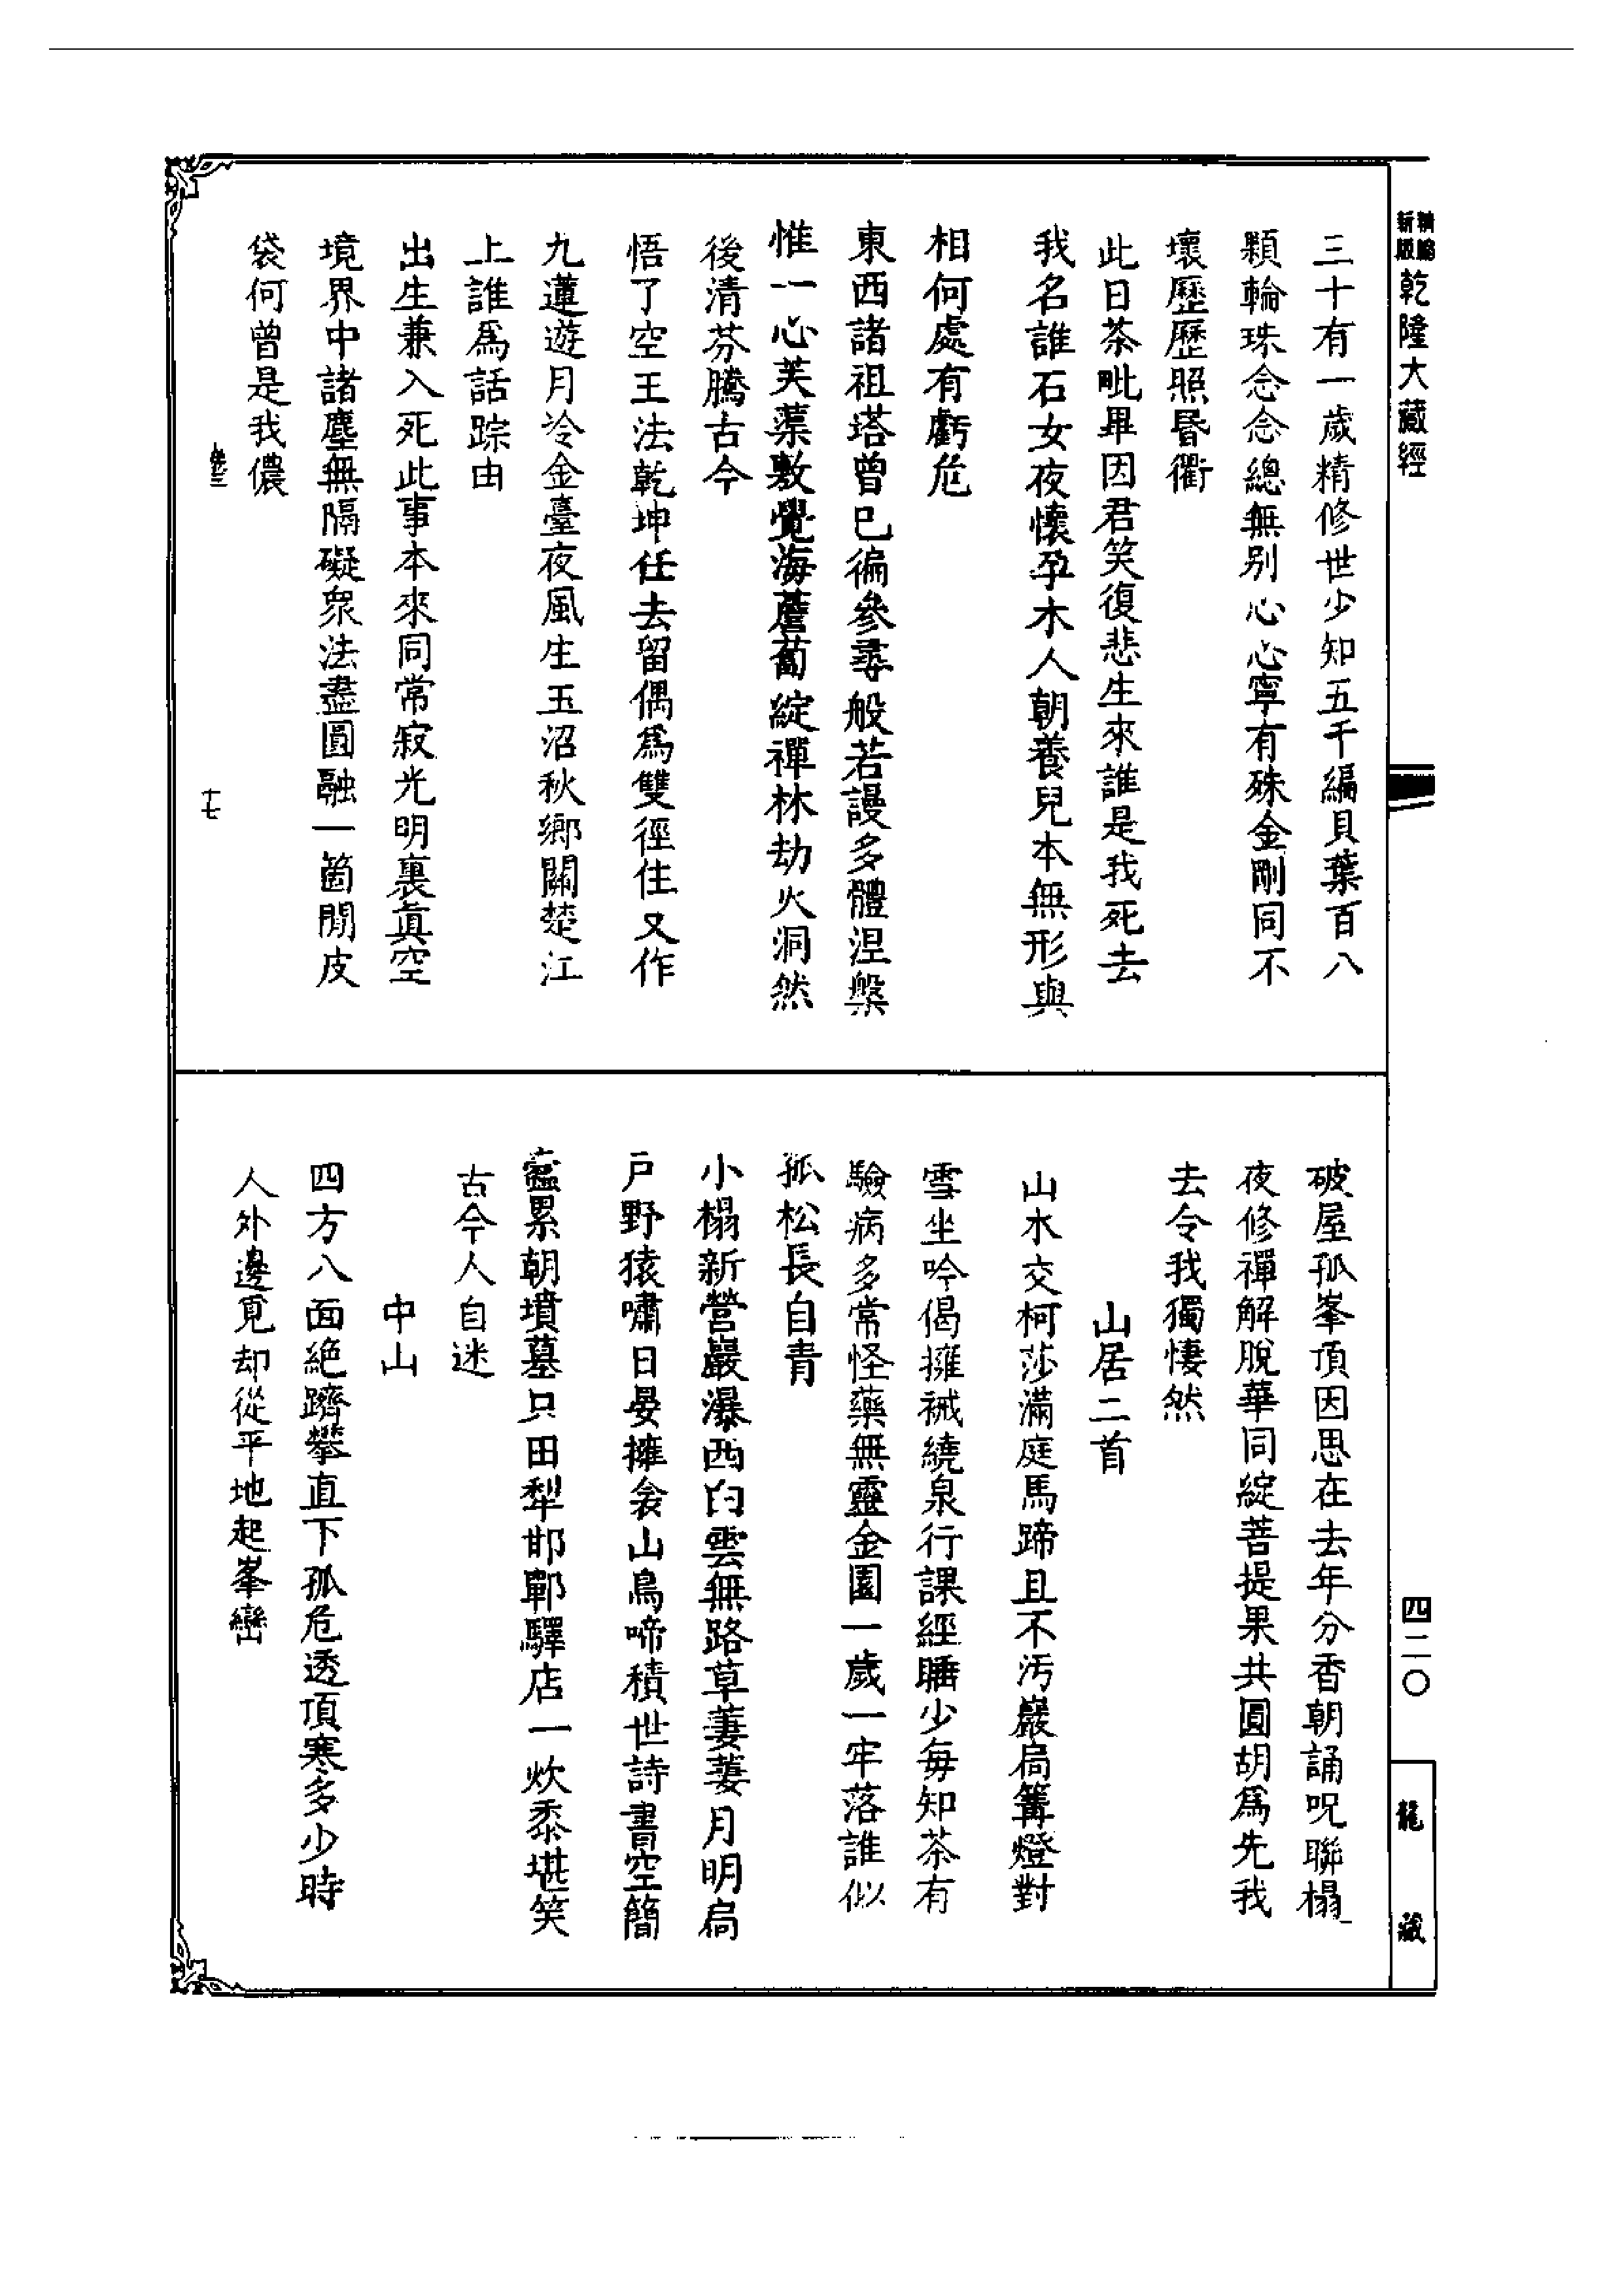 精縮
新版
乾隆大藏經
三十有一歲精修世少知五千編貝葉百八
顆輪珠念念總無別心心寧有殊金剛同不
壞歷歷照昬衢
此日茶毗畢因君笑復悲生來誰是我死去
我名誰石女夜懷孕木人朝養兒本無形與
相何處有虧危
東西諸祖塔曾已徧參尋般若謾多體涅槃
惟一心芙蕖敷覺海薝蔔綻禪林劫火洞然
後清芬騰古今
悟了空王法乾坤任去留偶爲雙徑住又作
九蓮遊月冷金臺夜風生玉沼秋鄉關楚江
上誰爲話踪由
出生兼入死此事本來同常寂光明裏眞空
境界中諸塵無隔礙衆法盡圓融一箇閒皮
袋何曾是我儂
十七
破屋孤峯頂因思在去年分香朝誦呪聯榻
夜修禪解脫華同綻菩提果共圓胡爲先我
去令我獨悽然
山居二首
山水交柯莎滿庭馬蹄且不汚巖扃篝燈對
雪坐吟偈擁衲繞泉行課經睡少每知茶有
驗病多常怪藥無靈金園一歲一牢落誰似
孤松長自青
小榻新營巖瀑西白雲無路草萋萋月明扃
戶野猿嘯日晏擁衾山鳥啼積世詩書空簡
蠹累朝墳墓只田犁邯鄲驛店一炊黍堪笑
古今人自迷
中山
四方八面絕躋攀直下孤危透頂寒多少時
人外邊覓却從平地起峯巒
四二〇
龍藏